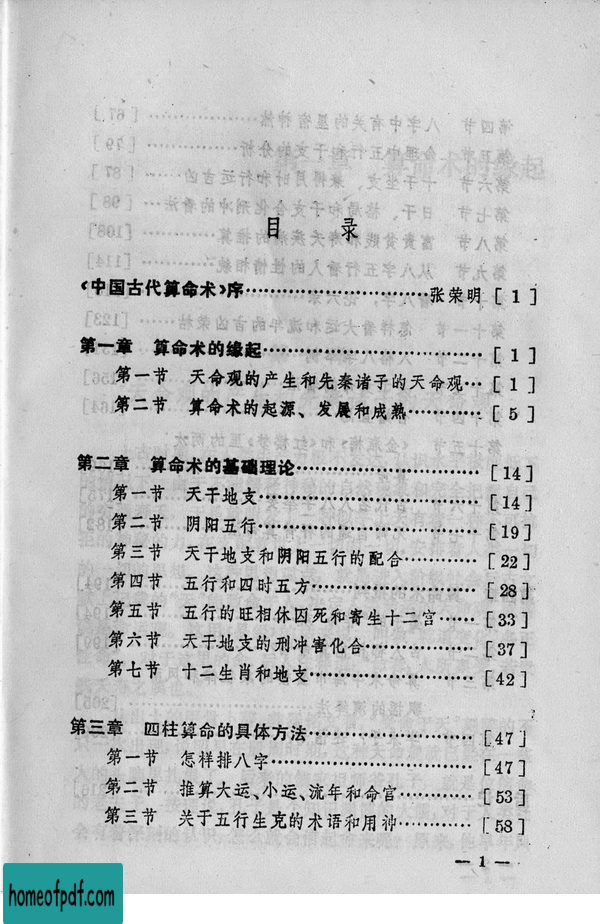 目 录
《中国古代算命术》序………………………张荣明 [ 1 ]
第一章 算命术的缘起………………………………[ 1 ]
第一节 天命观的产生和先秦诸子的天命观…[ 1 ]
第二节 算命术的起源、发展和成熟…………[ 5 ]
第二章 算命术的基础理论…………………………[14]
第一节 天干地支………………………………[14]
第二节 阴阳五行………………………………[19]
第三节 天干地支和阴阳五行的配合…………[22]
第四节 五行和四时五方………………………[28]
第五节 五行的旺相休囚死和寄生十二宫……[33]
第六节 天干地支的刑冲害化合………………[37]
第七节 十二生肖和地支………………………[42]
第三章 四柱算命的具体方法………………………[47]
第一节 怎样排八字……………………………[47]
第二节 推算大运、小运、流年和命宫………[53]
第三节 关于五行生克的术语和用神…………[58]
— 1 —
homeofpdf.com